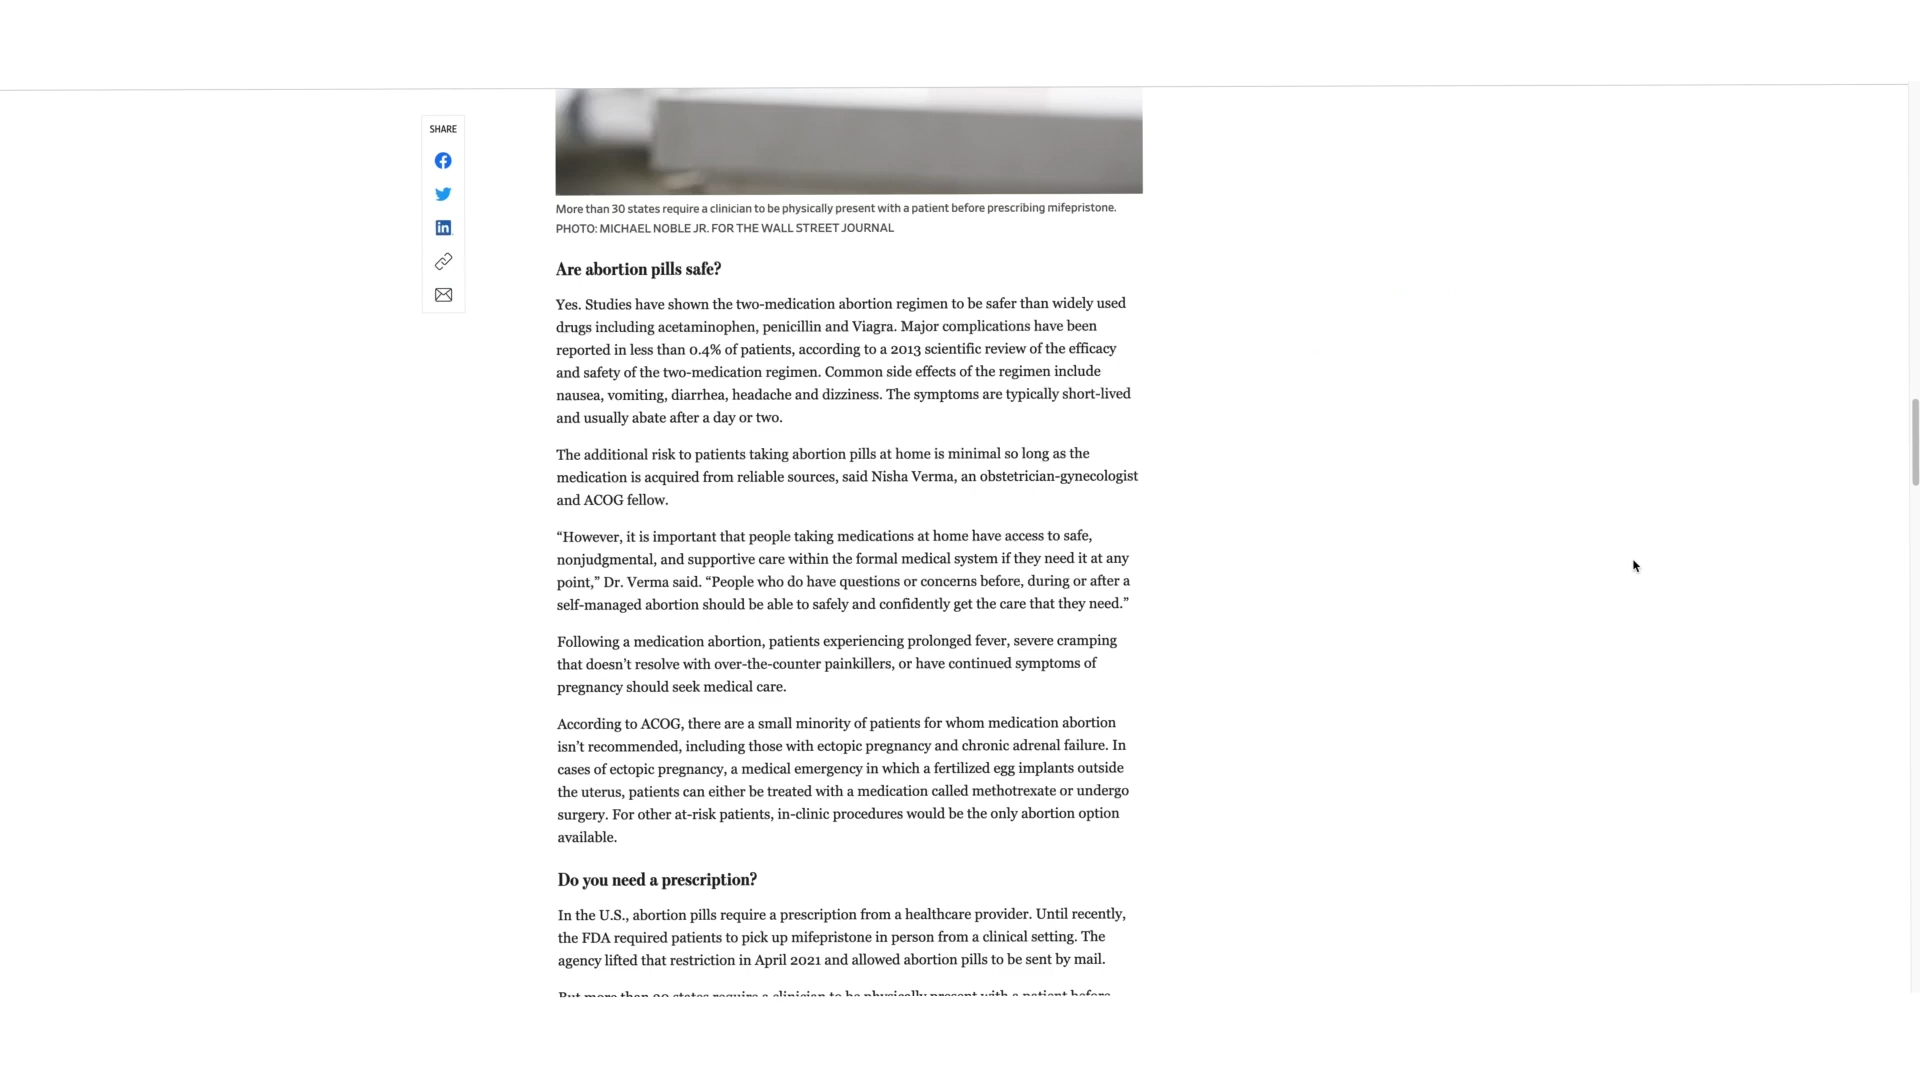 SHARE
More than 30 states require a clinician to be physically present with a patient before prescribing mifepristone.
PHOTO: MICHAEL NOBLE JR. FOR THE WALL STREET JOURNAL
Are abortion pills safe?
Yes. Studies have shown the two-medication abortion regimen to be safer than widely used
drugs including acetaminophen, penicillin and Viagra. Major complications have been
reported in less than 0.4% of patients, according to a 2013 scientific review of the efficacy
and safety of the two-medication regimen. Common side effects of the regimen include
nausea, vomiting, diarrhea, headache and dizziness. The symptoms are typically short-lived
and usually abate after a day or two.
The additional risk to patients taking abortion pills at home is minimal so long as the
medication is acquired from reliable sources, said Nisha Verma, an obstetrician-gynecologist
and ACOG fellow.
“However, it is important that people taking medications at home have access to safe,
nonjudgmental, and supportive care within the formal medical system if they need it at any
point,” Dr. Verma said. “People who do have questions or concerns before, during or after a
self-managed abortion should be able to safely and confidently get the care that they need.”
Following a medication abortion, patients experiencing prolonged fever, severe cramping
that doesn’t resolve with over-the-counter painkillers, or have continued symptoms of
pregnancy should seek medical care.
According to ACOG, there are a small minority of patients for whom medication abortion
isn’t recommended, including those with ectopic pregnancy and chronic adrenal failure. In
cases of ectopic pregnancy, a medical emergency in which a fertilized egg implants outside
the uterus, patients can either be treated with a medication called methotrexate or undergo
surgery. For other at-risk patients, in-clinic procedures would be the only abortion option
available.
Do you need a prescription?
In the U.S., abortion pills require a prescription from a healthcare provider. Until recently,
the FDA required patients to pick up mifepristone in person from a clinical setting. The
agency lifted that restriction in April 2021 and allowed abortion pills to be sent by mail.
But more than 30 states require a clinician to be physically present with a patient before